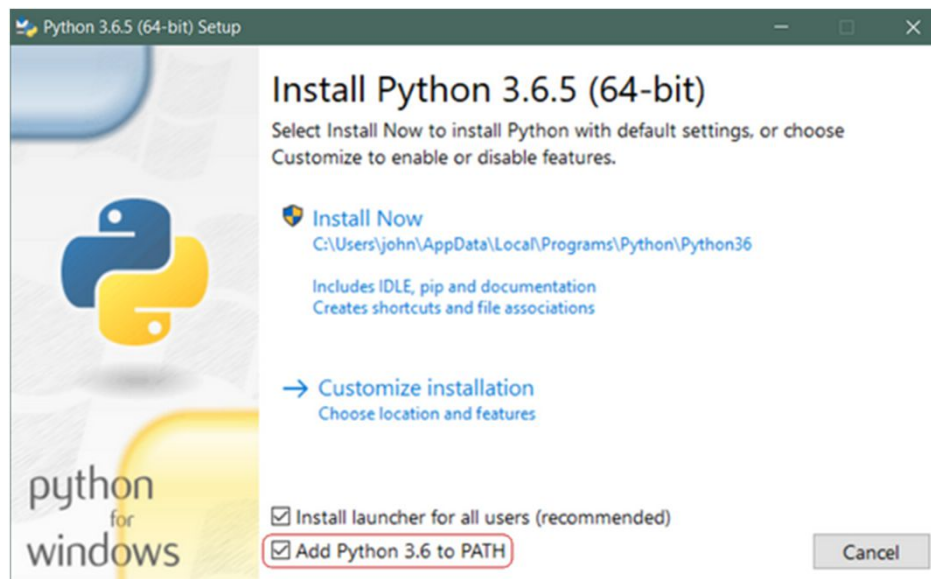 Python 3.6.5 (64-bit) Setup
Install Python 3.6.5 (64-bit)
Select Install Now to install Python with default settings, or choose
Customize to enable or disable features.
Install Now
C:\Users\john\AppData\Local\Programs\Python\Python36
Includes IDLE, pip and documentation
Creates shortcuts and file associations
Customize installation
Choose location and features
python
for
windows
Install launcher for all users (recommended)
Add Python 3.6 to PATH
Cancel